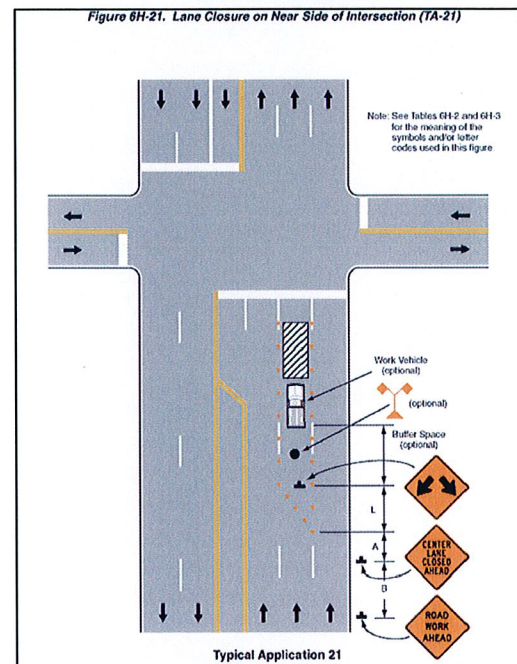 Figure 6H-21. Lane Closure on Near Side of Intersection (TA-21)
Note: See Tables 6H-2 and 6H-3
for the meaning of the
symbols and/or letter
codes used in this figure
Work Vehicle
(optional)
(optional)
Buffer Space
(optional)
L
A
CENTER
LANE
CLOSED
AHEAD
B
ROAD
WORK
AHEAD
Typical Application 21